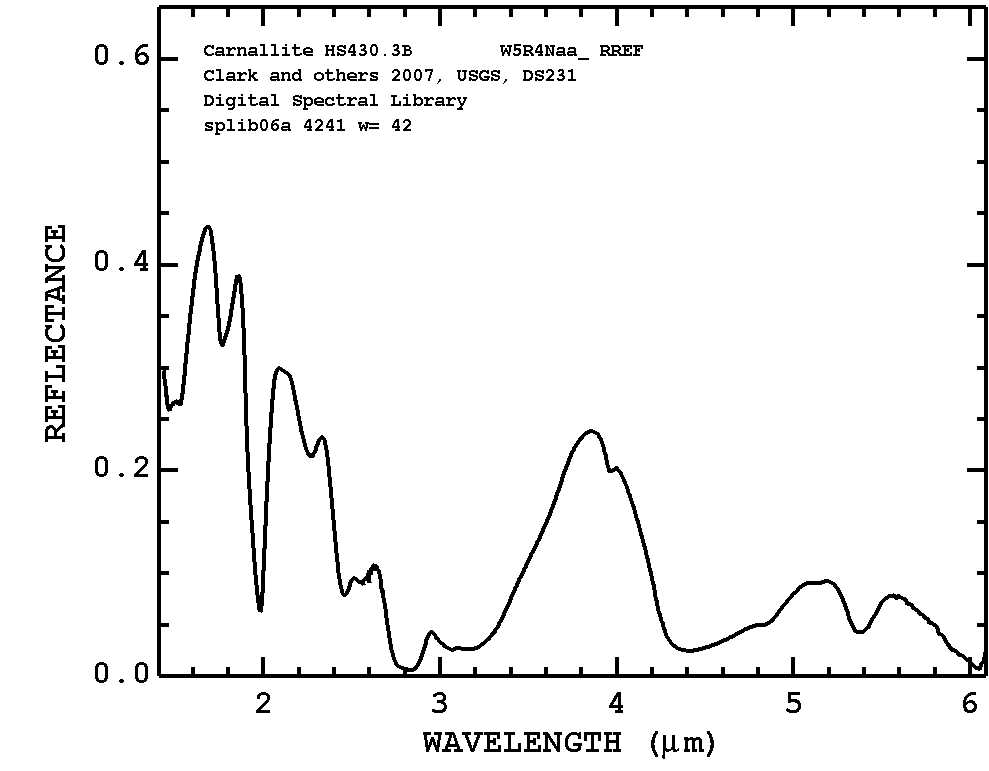 Carnallite HS430.3B W5R4Naa_ RREF
Clark and others 2007, USGS, DS231
Digital Spectral Library
splib06a 4241 w= 42
0.6
0.4
0.2
0.0
REFLECTANCE
2 3 4 5 6
WAVELENGTH (µm)